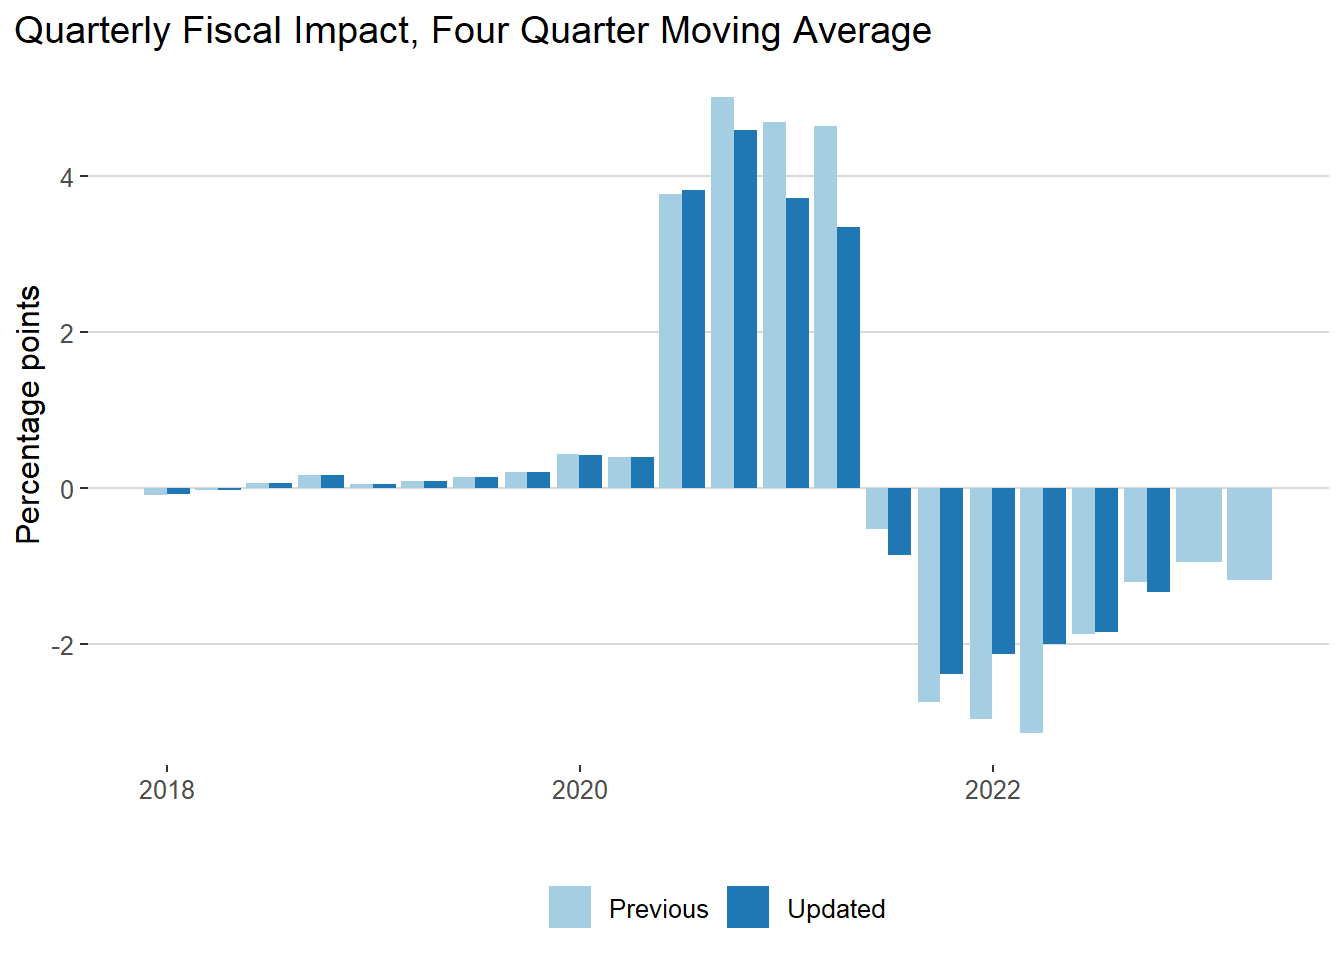 Quarterly Fiscal Impact, Four Quarter Moving Average
Percentage points
4
2
0
-2
2018 2020 2022
Previous Updated